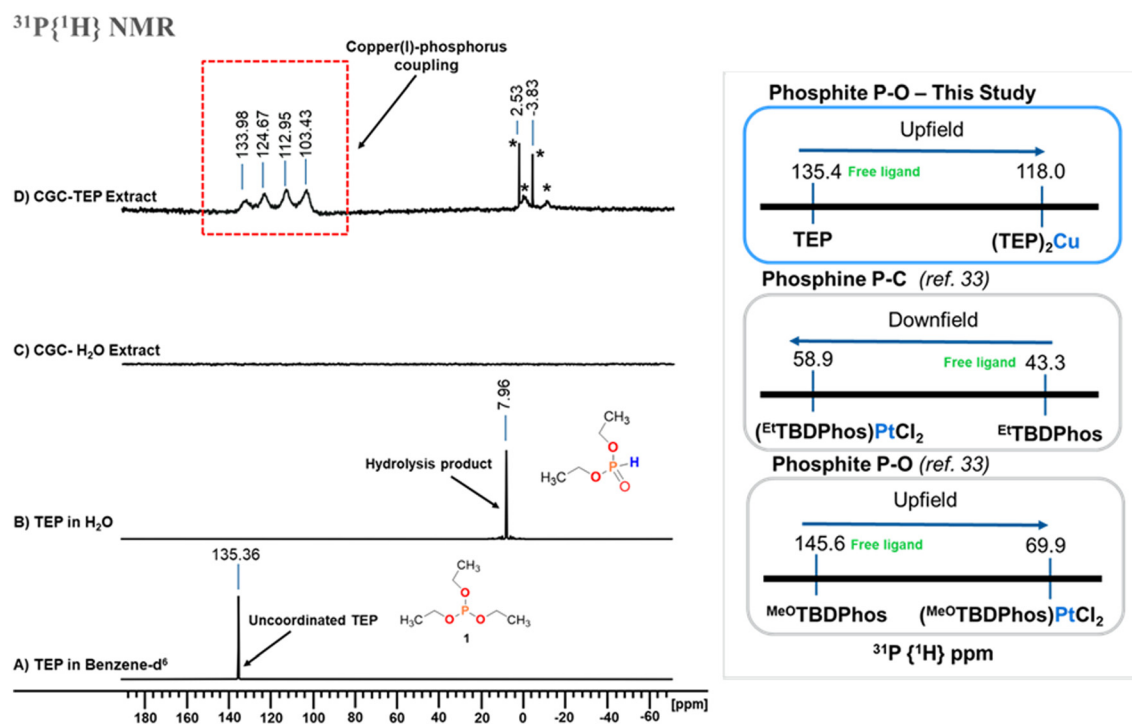 ³¹P{¹H} NMR
Copper(I)-phosphorus
coupling
133.98
124.67
112.95
103.43
2.53
-3.83
*
*
*
*
D) CGC-TEP Extract
C) CGC- H₂O Extract
7.96
Hydrolysis product
CH₃
O
P
H
H₃C
O
O
B) TEP in H₂O
135.36
Uncoordinated TEP
CH₃
O
P
H₃C
O
O
CH₃
1
A) TEP in Benzene-d⁶
180 160 140 120 100 80 60 40 20 0 -20 -40 -60 [ppm]
Phosphite P-O – This Study
Upfield
135.4 Free ligand 118.0
TEP (TEP)₂Cu
Phosphine P-C (ref. 33)
Downfield
58.9 Free ligand 43.3
(ᴱᵗTBDPhos)PtCl₂ ᴱᵗTBDPhos
Phosphite P-O (ref. 33)
Upfield
145.6 Free ligand 69.9
ᴹᵉᴼTBDPhos (ᴹᵉᴼTBDPhos)PtCl₂
³¹P {¹H} ppm